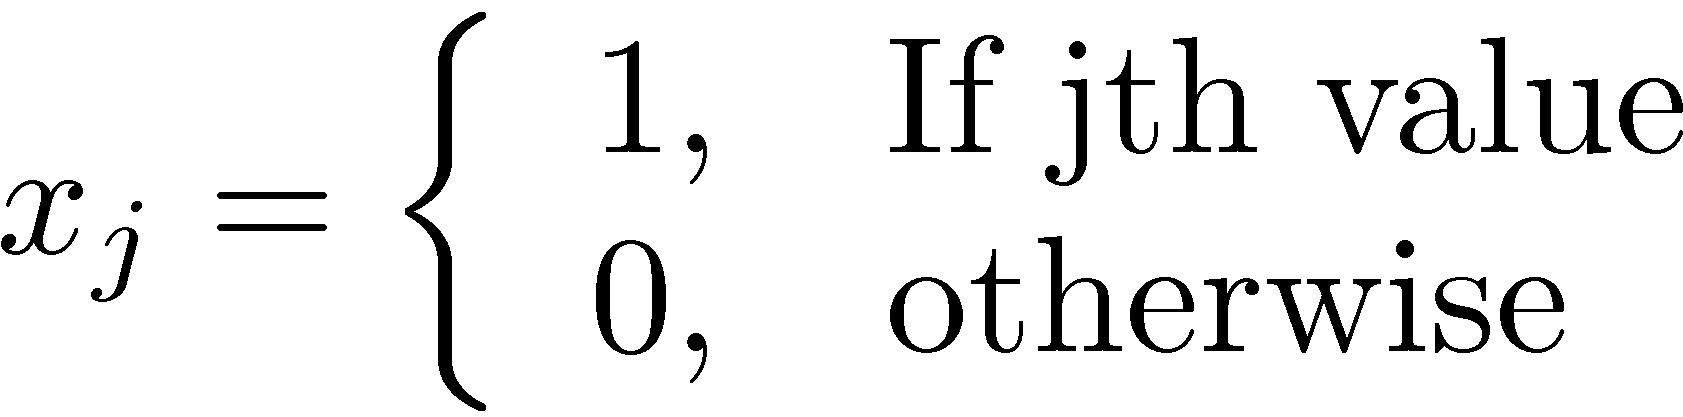 x_j = { 1, If jth value
0, otherwise